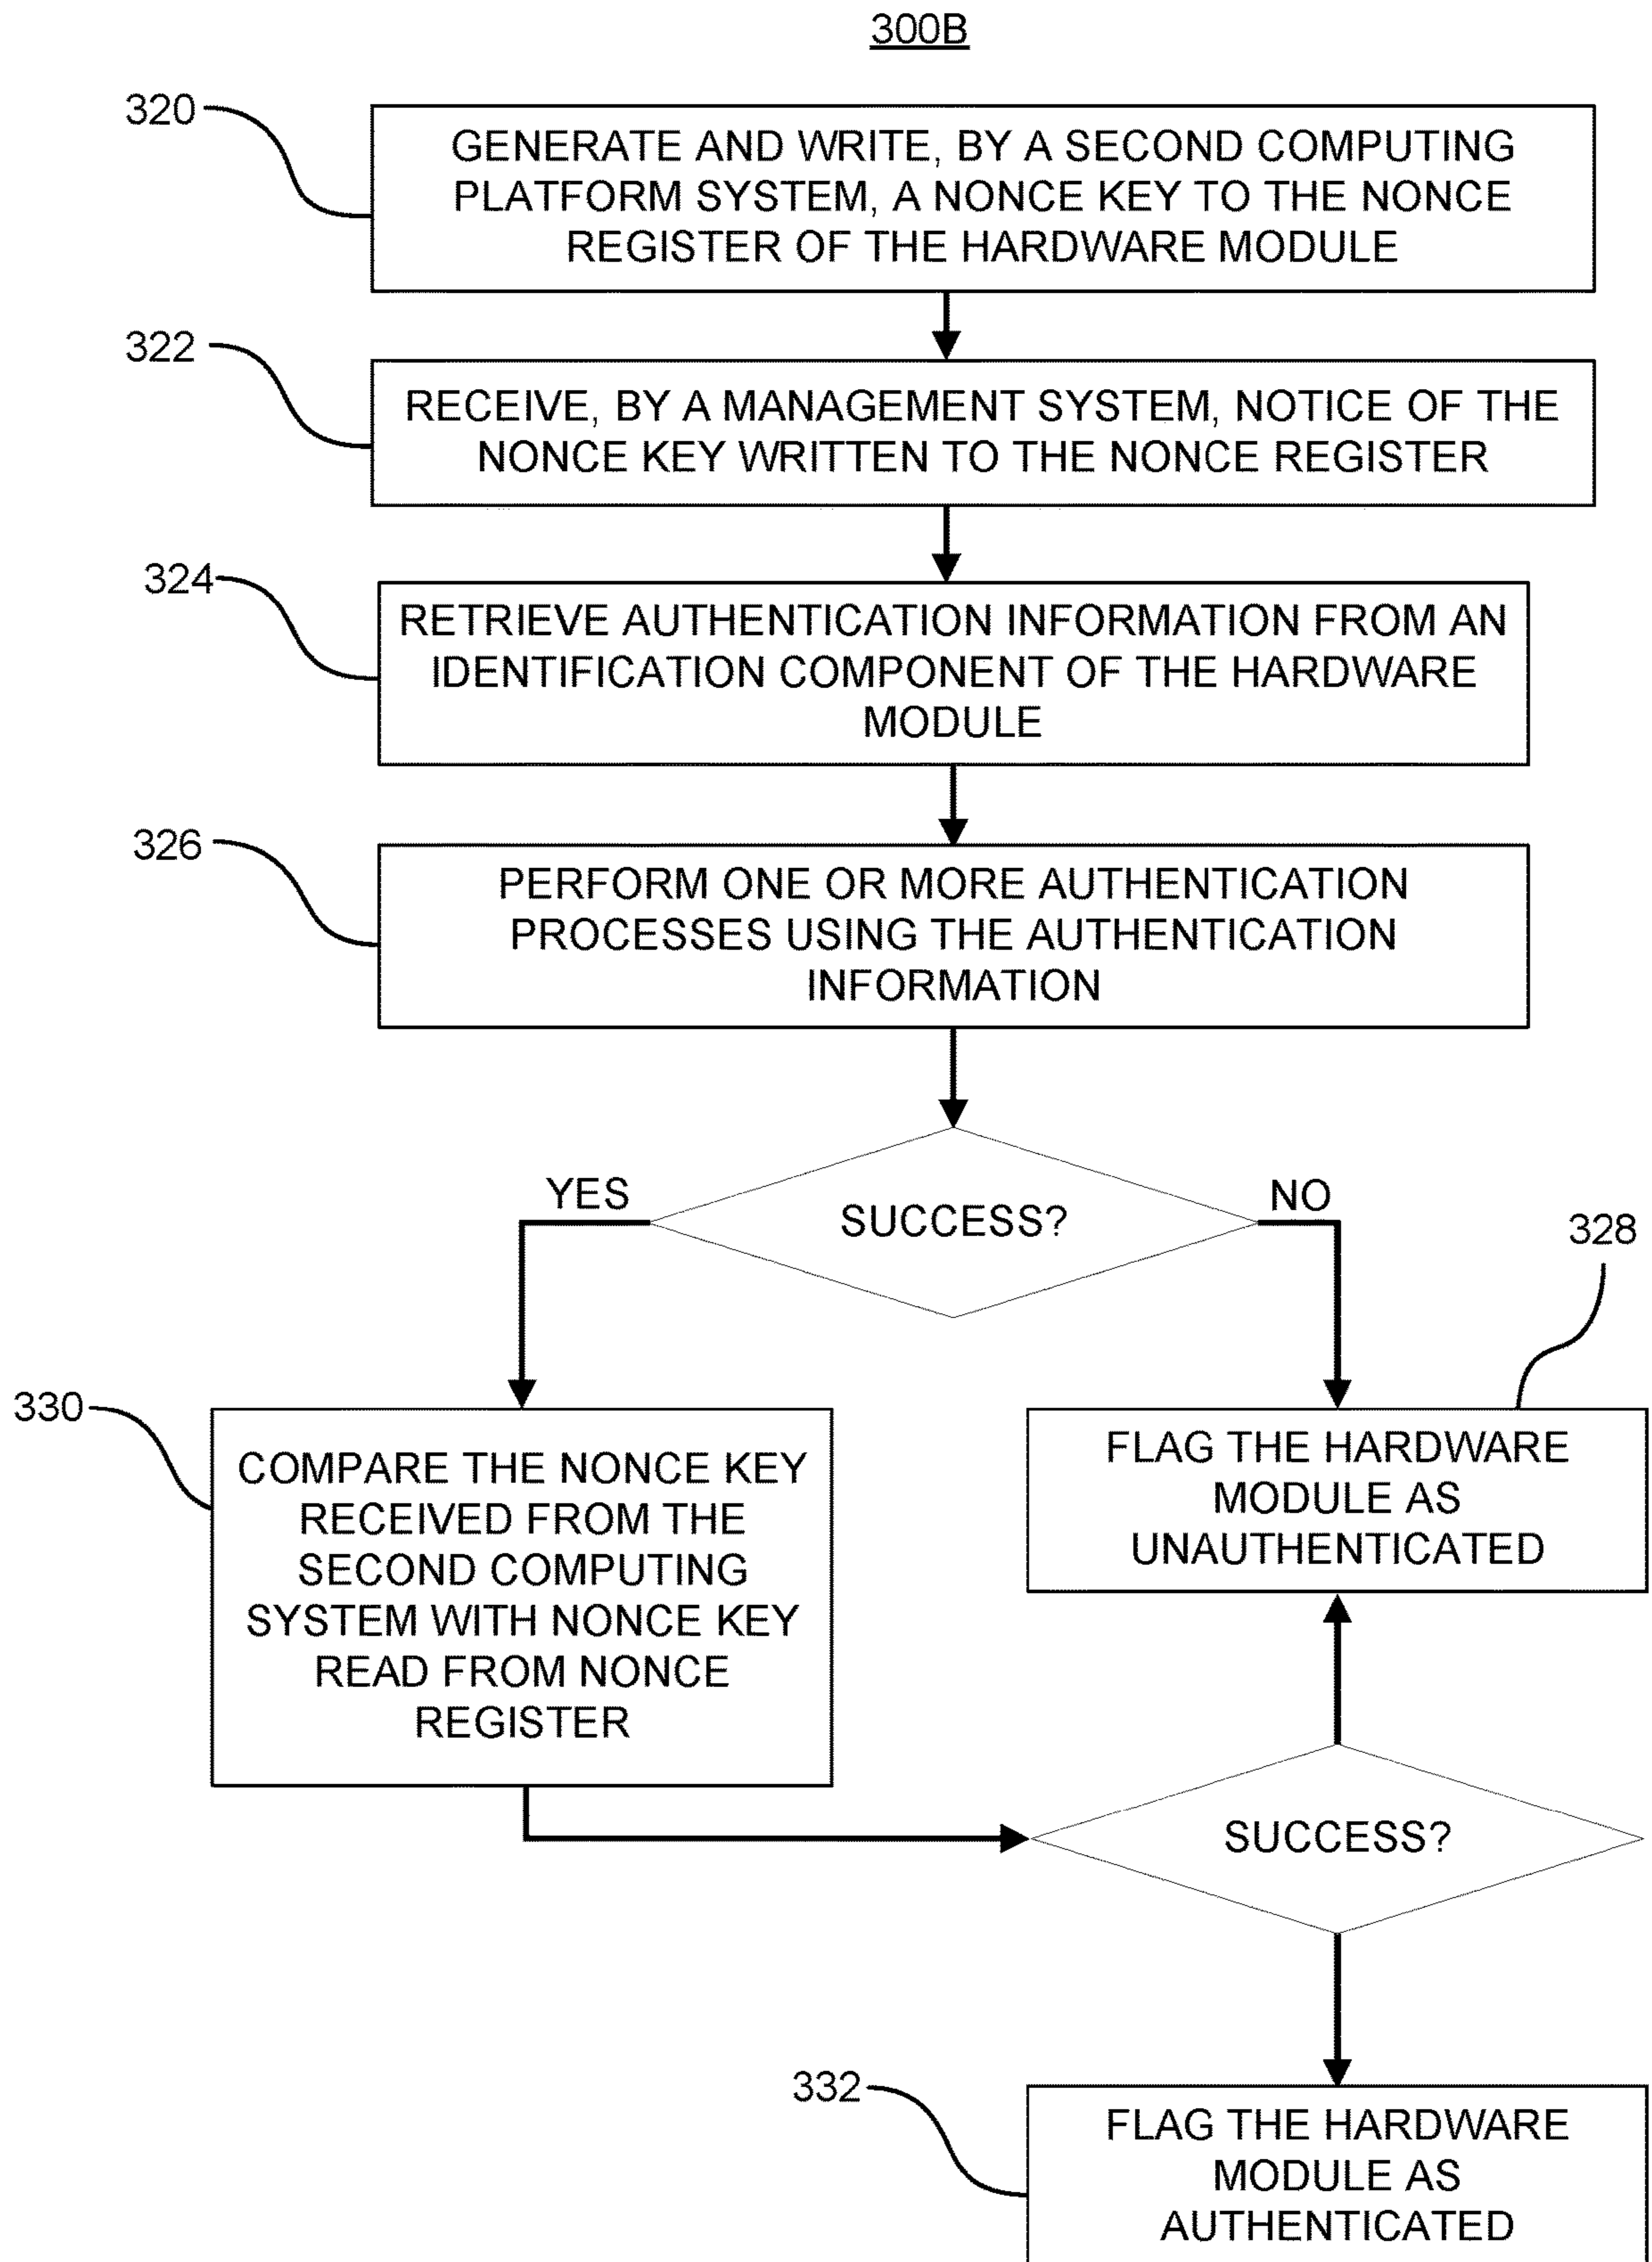 300B
320
GENERATE AND WRITE, BY A SECOND COMPUTING
PLATFORM SYSTEM, A NONCE KEY TO THE NONCE
REGISTER OF THE HARDWARE MODULE
322
RECEIVE, BY A MANAGEMENT SYSTEM, NOTICE OF THE
NONCE KEY WRITTEN TO THE NONCE REGISTER
324
RETRIEVE AUTHENTICATION INFORMATION FROM AN
IDENTIFICATION COMPONENT OF THE HARDWARE
MODULE
326
PERFORM ONE OR MORE AUTHENTICATION
PROCESSES USING THE AUTHENTICATION
INFORMATION
YES
SUCCESS?
NO
328
330
COMPARE THE NONCE KEY
RECEIVED FROM THE
SECOND COMPUTING
SYSTEM WITH NONCE KEY
READ FROM NONCE
REGISTER
FLAG THE HARDWARE
MODULE AS
UNAUTHENTICATED
SUCCESS?
332
FLAG THE HARDWARE
MODULE AS
AUTHENTICATED